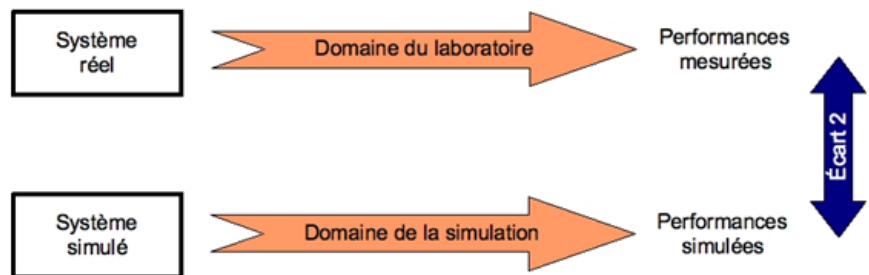 Système
réel
Domaine du laboratoire
Performances
mesurées
Écart 2
Système
simulé
Domaine de la simulation
Performances
simulées